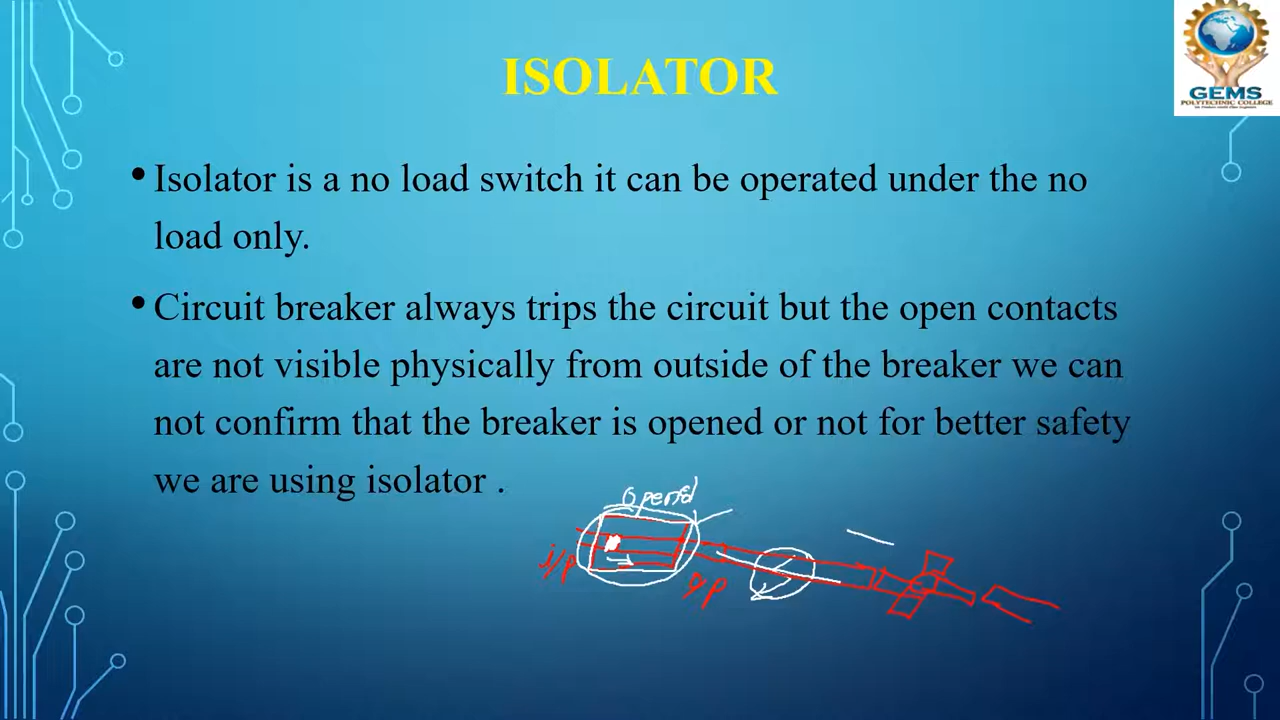 GEMS
POLYTECHNIC COLLEGE
ISOLATOR
• Isolator is a no load switch it can be operated under the no
load only.
• Circuit breaker always trips the circuit but the open contacts
are not visible physically from outside of the breaker we can
not confirm that the breaker is opened or not for better safety
we are using isolator .
i/p
o/p